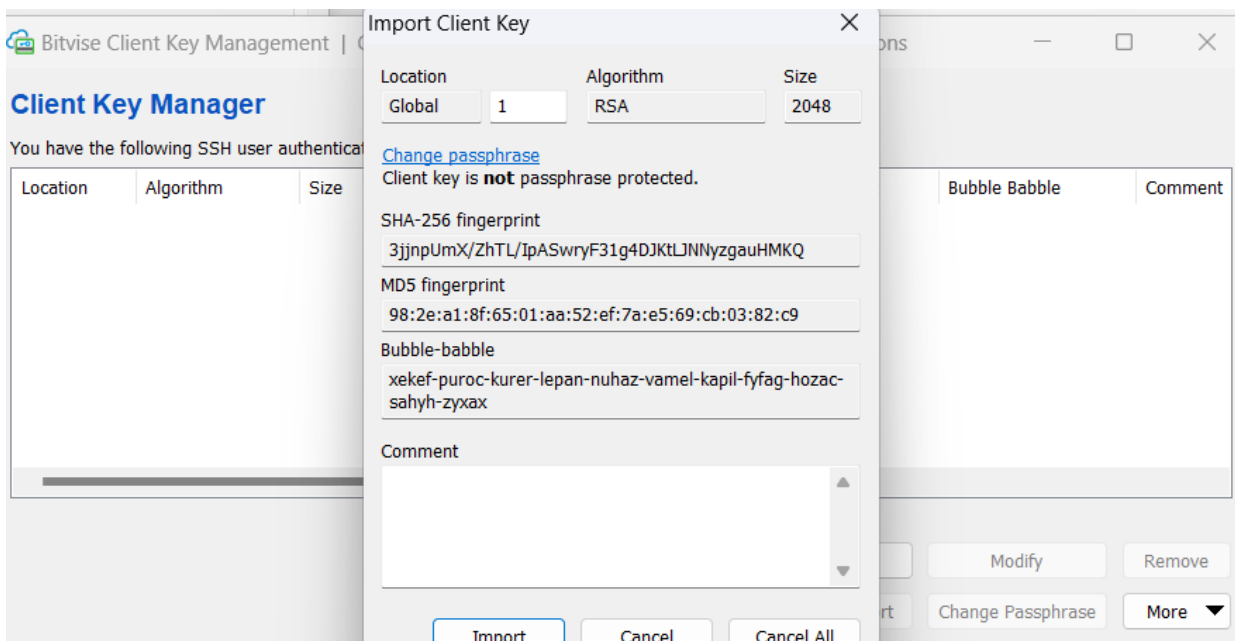 Bitvise Client Key Management |
ons
Client Key Manager
You have the following SSH user authenticat
Location Algorithm Size Bubble Babble Comment
Import Client Key
Location Algorithm Size
Global 1 RSA 2048
Change passphrase
Client key is not passphrase protected.
SHA-256 fingerprint
3jjnpUmX/ZhTL/IpASwryF31g4DJKtLJNNyzgauHMKQ
MD5 fingerprint
98:2e:a1:8f:65:01:aa:52:ef:7a:e5:69:cb:03:82:c9
Bubble-babble
xekef-puroc-kurer-lepan-nuhaz-vamel-kapil-fyfag-hozac-
sahyh-zyxax
Comment
Import Cancel Cancel All
Modify Remove
rt Change Passphrase More